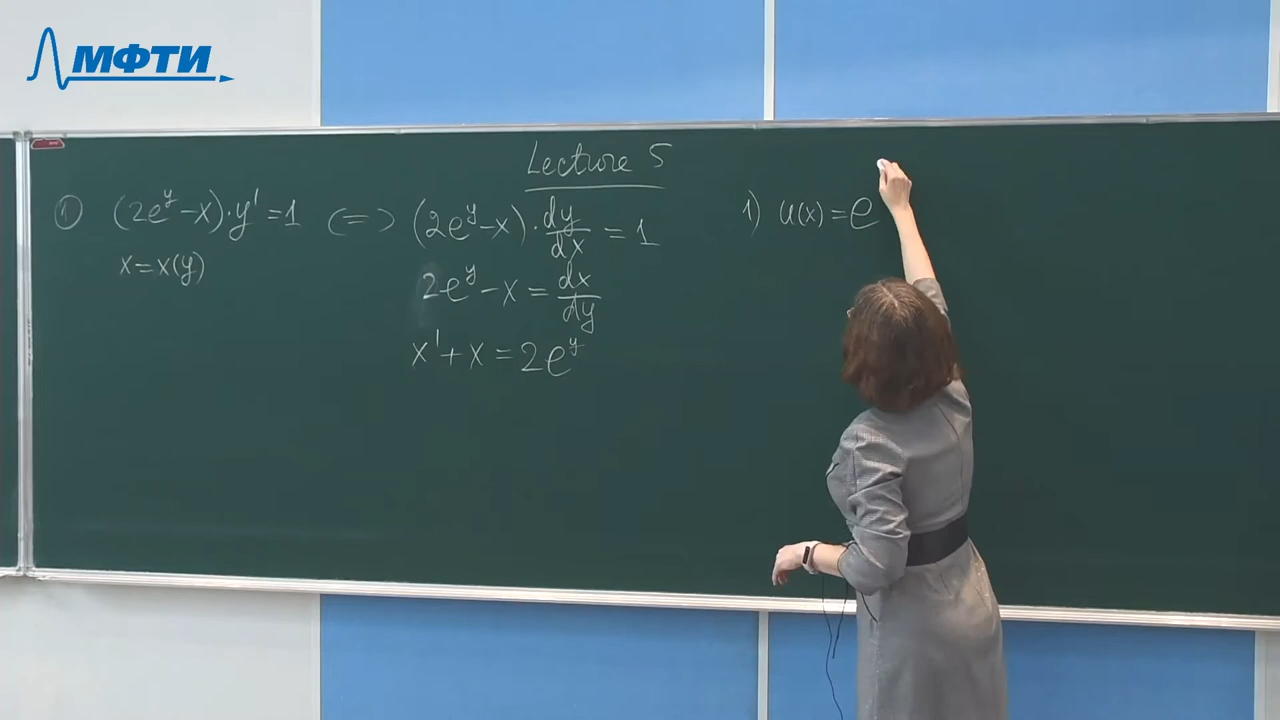 МФТИ
Lecture 5
① (2e^y - x)·y' = 1 <=> (2e^y - x)·dy/dx = 1
x = x(y)
2e^y - x = dx/dy
x' + x = 2e^y
1) u(x) = e